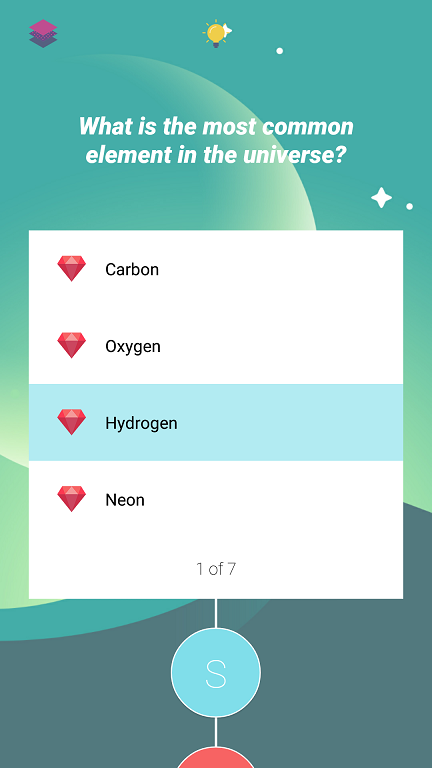 What is the most common
element in the universe?
Carbon
Oxygen
Hydrogen
Neon
1 of 7
S